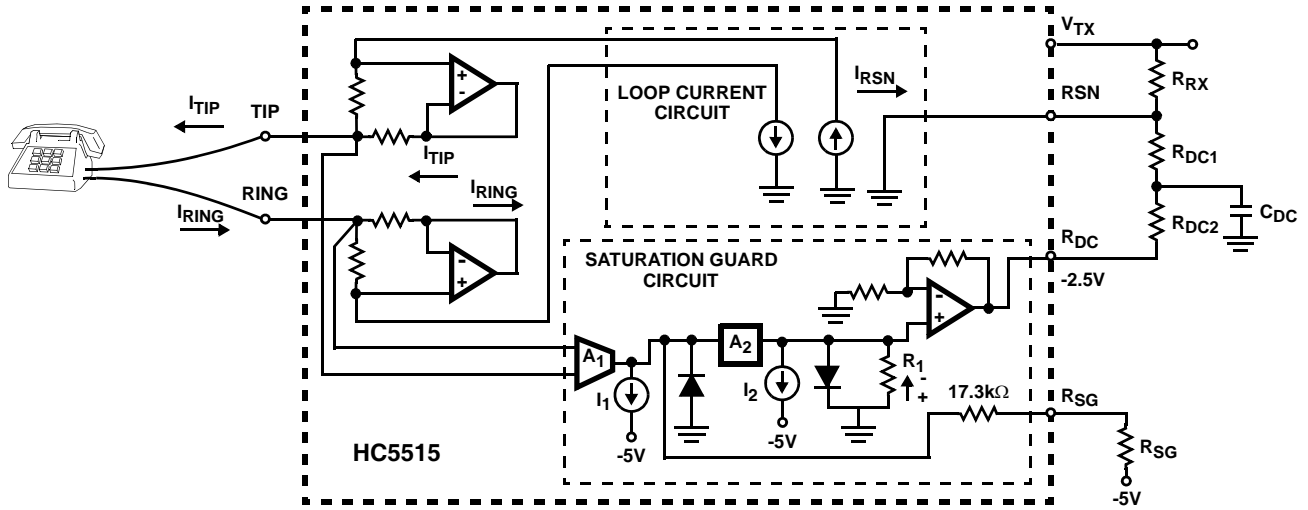 V_TX
R_RX
I_RSN
LOOP CURRENT
CIRCUIT
RSN
+
-
I_TIP
TIP
I_TIP
R_DC1
C_DC
R_DC2
RING
I_RING
I_RING
-
+
SATURATION GUARD
CIRCUIT
R_DC
-2.5V
-
+
A_1
A_2
R_1
-
+
I_1
I_2
-5V
-5V
17.3kΩ
R_SG
R_SG
-5V
HC5515